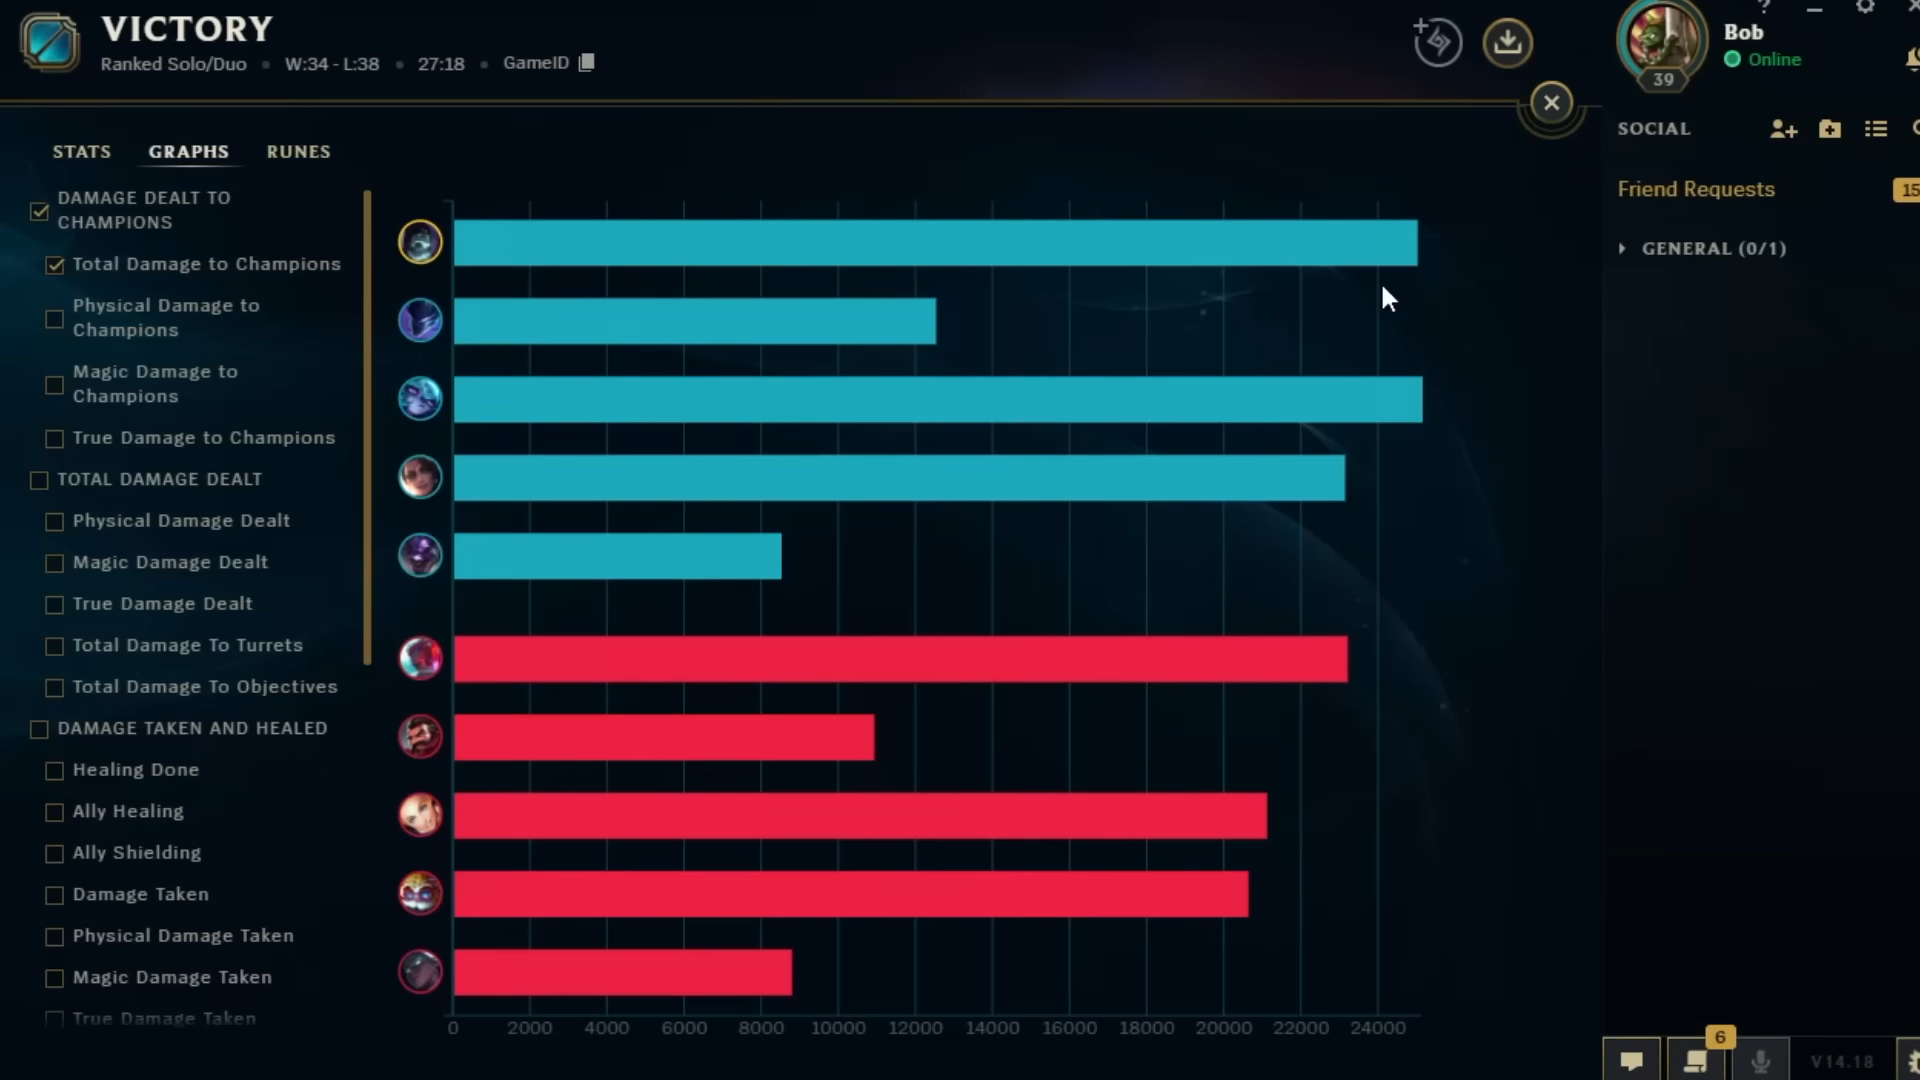 VICTORY
Ranked Solo/Duo • W:34 - L:38 • 27:18 • GameID
Bob
Online
39
SOCIAL
Friend Requests
15
GENERAL (0/1)
STATS GRAPHS RUNES
DAMAGE DEALT TO
CHAMPIONS
Total Damage to Champions
Physical Damage to
Champions
Magic Damage to
Champions
True Damage to Champions
TOTAL DAMAGE DEALT
Physical Damage Dealt
Magic Damage Dealt
True Damage Dealt
Total Damage To Turrets
Total Damage To Objectives
DAMAGE TAKEN AND HEALED
Healing Done
Ally Healing
Ally Shielding
Damage Taken
Physical Damage Taken
Magic Damage Taken
True Damage Taken
0 2000 4000 6000 8000 10000 12000 14000 16000 18000 20000 22000 24000
6
V14.18